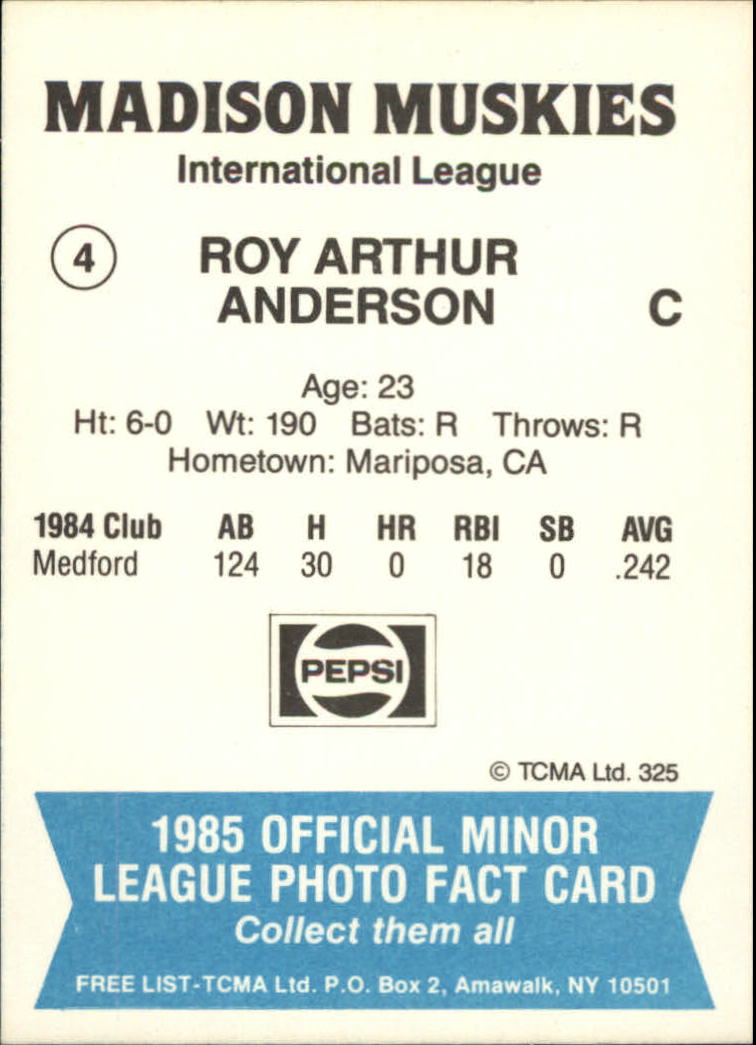 MADISON MUSKIES
International League
4 ROY ARTHUR
ANDERSON C
Age: 23
Ht: 6-0 Wt: 190 Bats: R Throws: R
Hometown: Mariposa, CA
1984 Club AB H HR RBI SB AVG
Medford 124 30 0 18 0 .242
PEPSI
© TCMA Ltd. 325
1985 OFFICIAL MINOR
LEAGUE PHOTO FACT CARD
Collect them all
FREE LIST-TCMA Ltd. P.O. Box 2, Amawalk, NY 10501